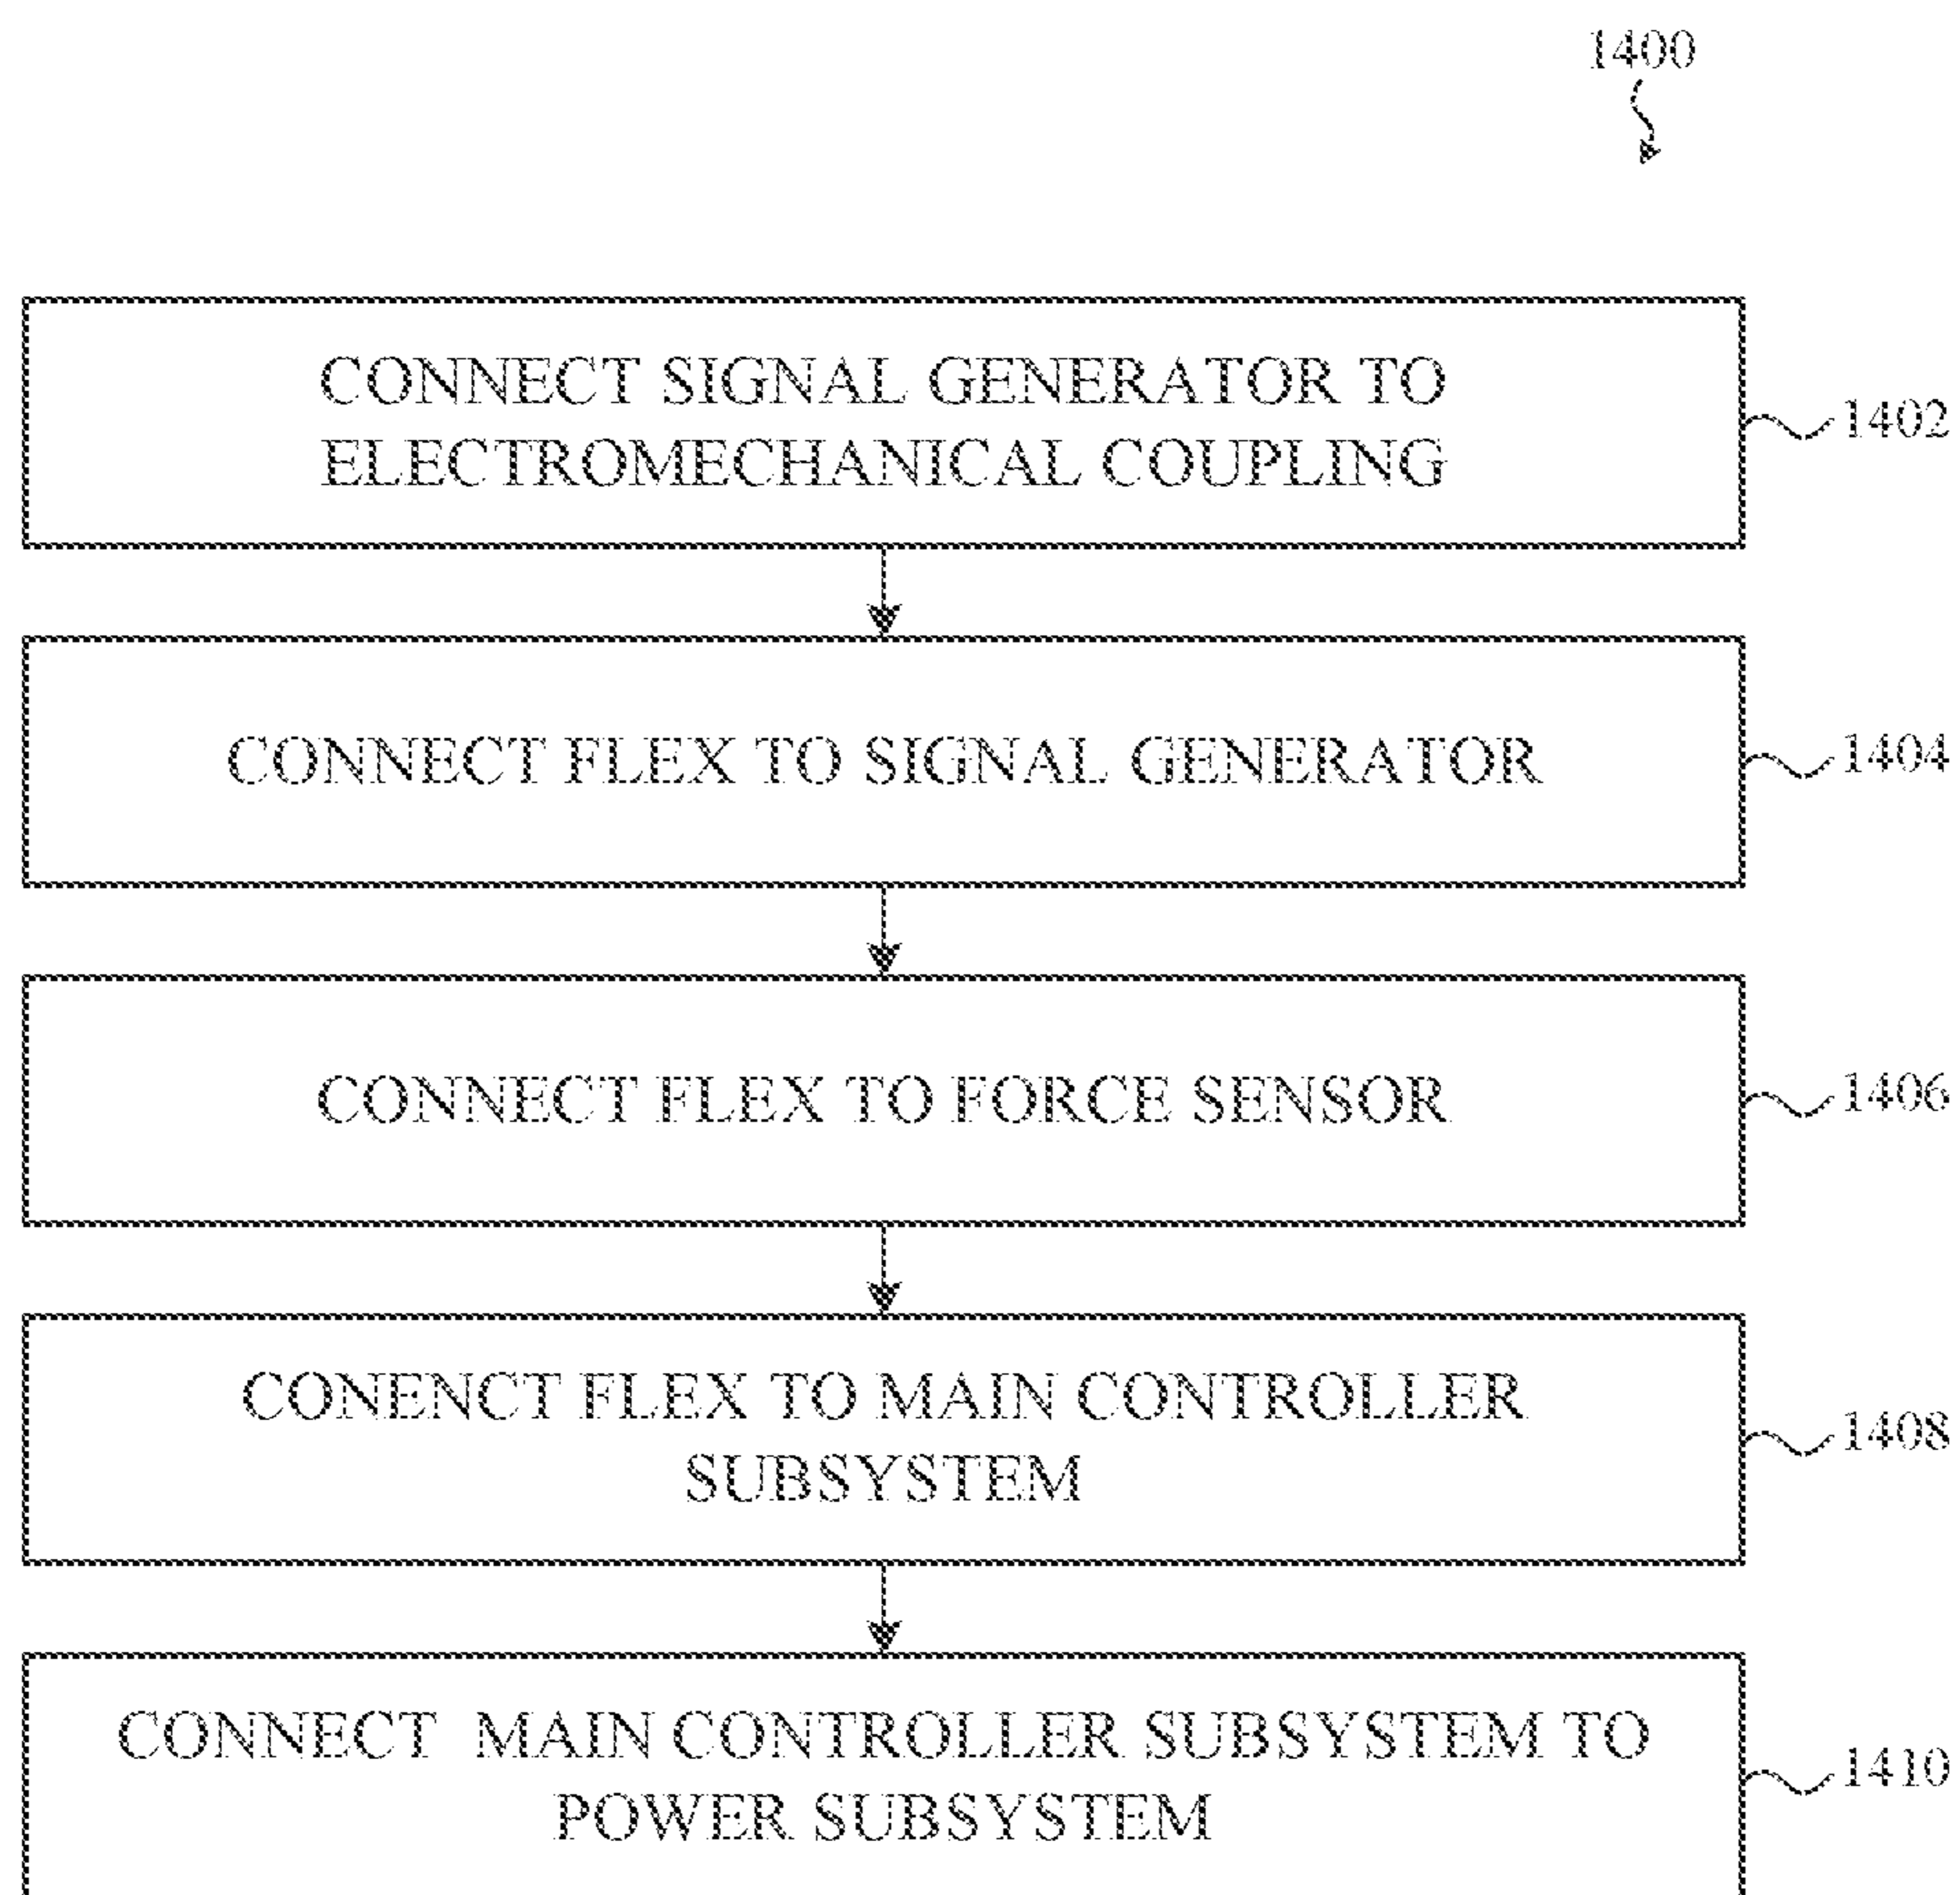 1400
CONNECT SIGNAL GENERATOR TO
ELECTROMECHANICAL COUPLING
1402
CONNECT FLEX TO SIGNAL GENERATOR
1404
CONNECT FLEX TO FORCE SENSOR
1406
CONENCT FLEX TO MAIN CONTROLLER
SUBSYSTEM
1408
CONNECT MAIN CONTROLLER SUBSYSTEM TO
POWER SUBSYSTEM
1410